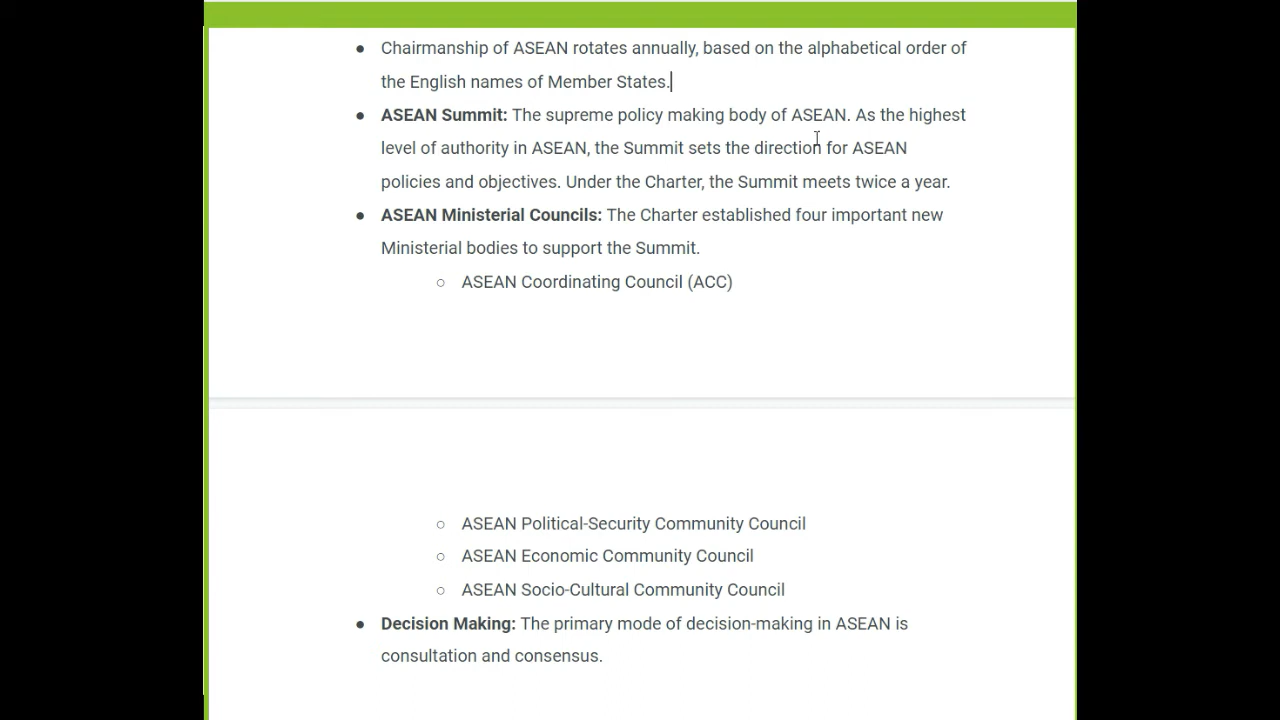 ● Chairmanship of ASEAN rotates annually, based on the alphabetical order of
the English names of Member States.
● ASEAN Summit: The supreme policy making body of ASEAN. As the highest
level of authority in ASEAN, the Summit sets the direction for ASEAN
policies and objectives. Under the Charter, the Summit meets twice a year.
● ASEAN Ministerial Councils: The Charter established four important new
Ministerial bodies to support the Summit.
○ ASEAN Coordinating Council (ACC)
○ ASEAN Political-Security Community Council
○ ASEAN Economic Community Council
○ ASEAN Socio-Cultural Community Council
● Decision Making: The primary mode of decision-making in ASEAN is
consultation and consensus.